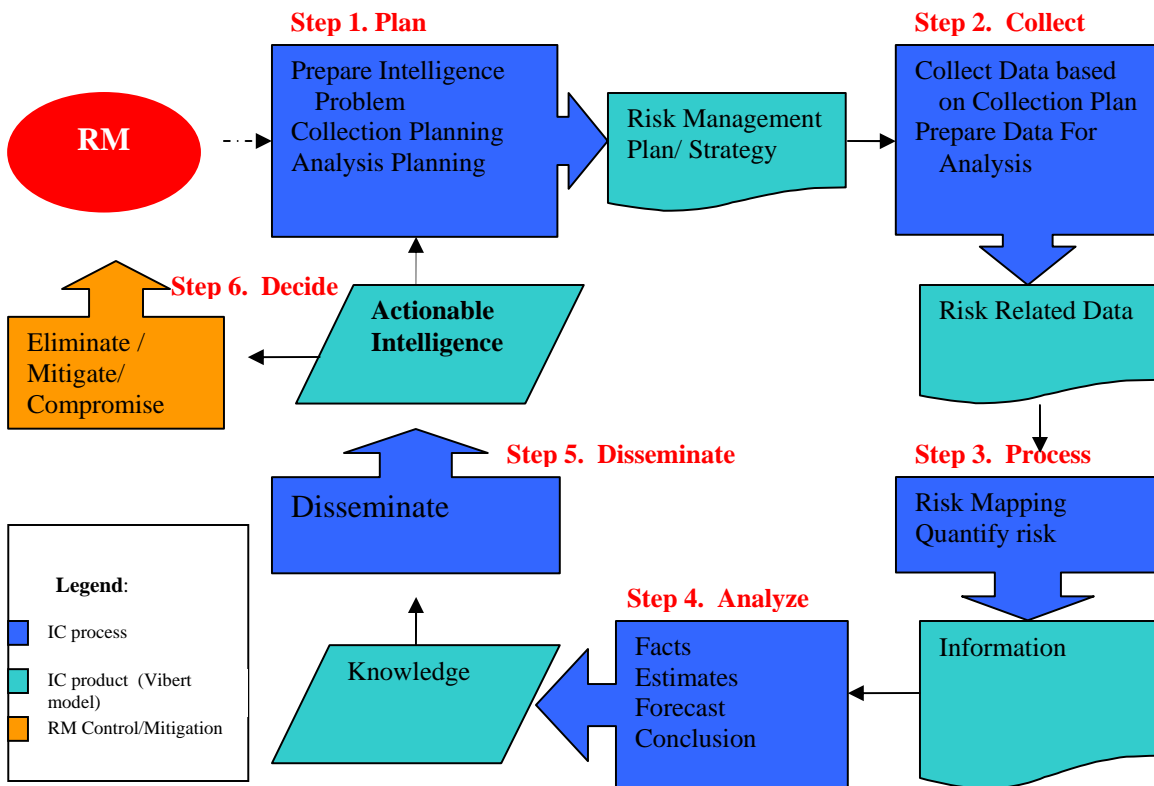 Step 1. Plan
Step 2. Collect
RM
Prepare Intelligence
Problem
Collection Planning
Analysis Planning
Risk Management
Plan/ Strategy
Collect Data based
on Collection Plan
Prepare Data For
Analysis
Step 6. Decide
Eliminate /
Mitigate/
Compromise
Actionable
Intelligence
Risk Related Data
Step 5. Disseminate
Disseminate
Step 3. Process
Risk Mapping
Quantify risk
Step 4. Analyze
Knowledge
Facts
Estimates
Forecast
Conclusion
Information
Legend:
IC process
IC product (Vibert
model)
RM Control/Mitigation